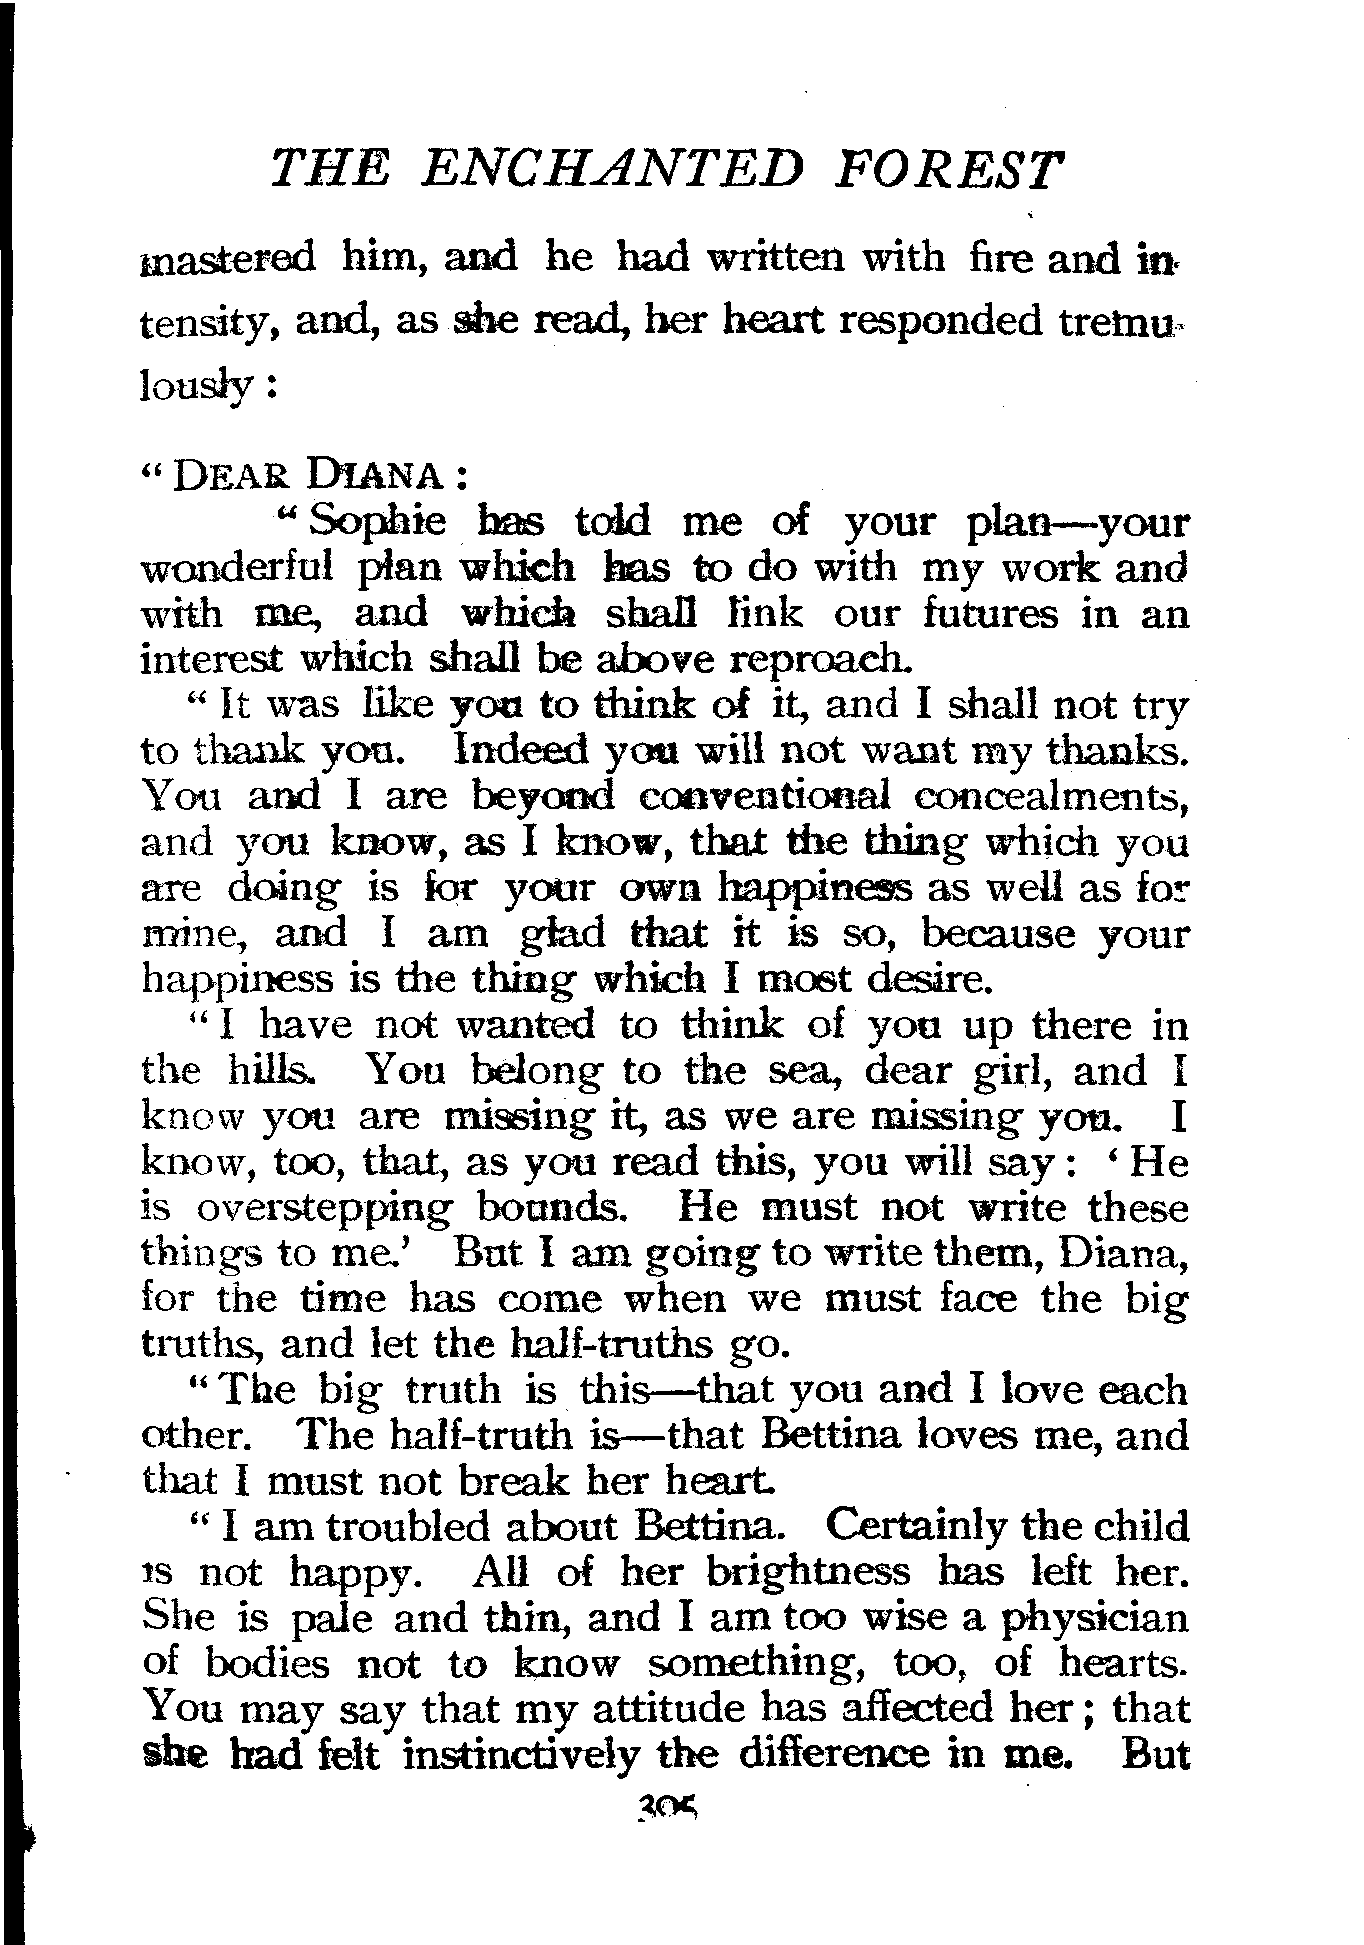 THE ENCHANTED FOREST
mastered him, and he had written with fire and in-
tensity, and, as she read, her heart responded tremu-
lously :
“ DEAR DIANA :
“ Sophie has told me of your plan—your
wonderful plan which has to do with my work and
with me, and which shall link our futures in an
interest which shall be above reproach.
“ It was like you to think of it, and I shall not try
to thank you. Indeed you will not want my thanks.
You and I are beyond conventional concealments,
and you know, as I know, that the thing which you
are doing is for your own happiness as well as for
mine, and I am glad that it is so, because your
happiness is the thing which I most desire.
“ I have not wanted to think of you up there in
the hills. You belong to the sea, dear girl, and I
know you are missing it, as we are missing you. I
know, too, that, as you read this, you will say : ‘ He
is overstepping bounds. He must not write these
things to me.’ But I am going to write them, Diana,
for the time has come when we must face the big
truths, and let the half-truths go.
“ The big truth is this—that you and I love each
other. The half-truth is—that Bettina loves me, and
that I must not break her heart.
“ I am troubled about Bettina. Certainly the child
is not happy. All of her brightness has left her.
She is pale and thin, and I am too wise a physician
of bodies not to know something, too, of hearts.
You may say that my attitude has affected her ; that
she had felt instinctively the difference in me. But
305